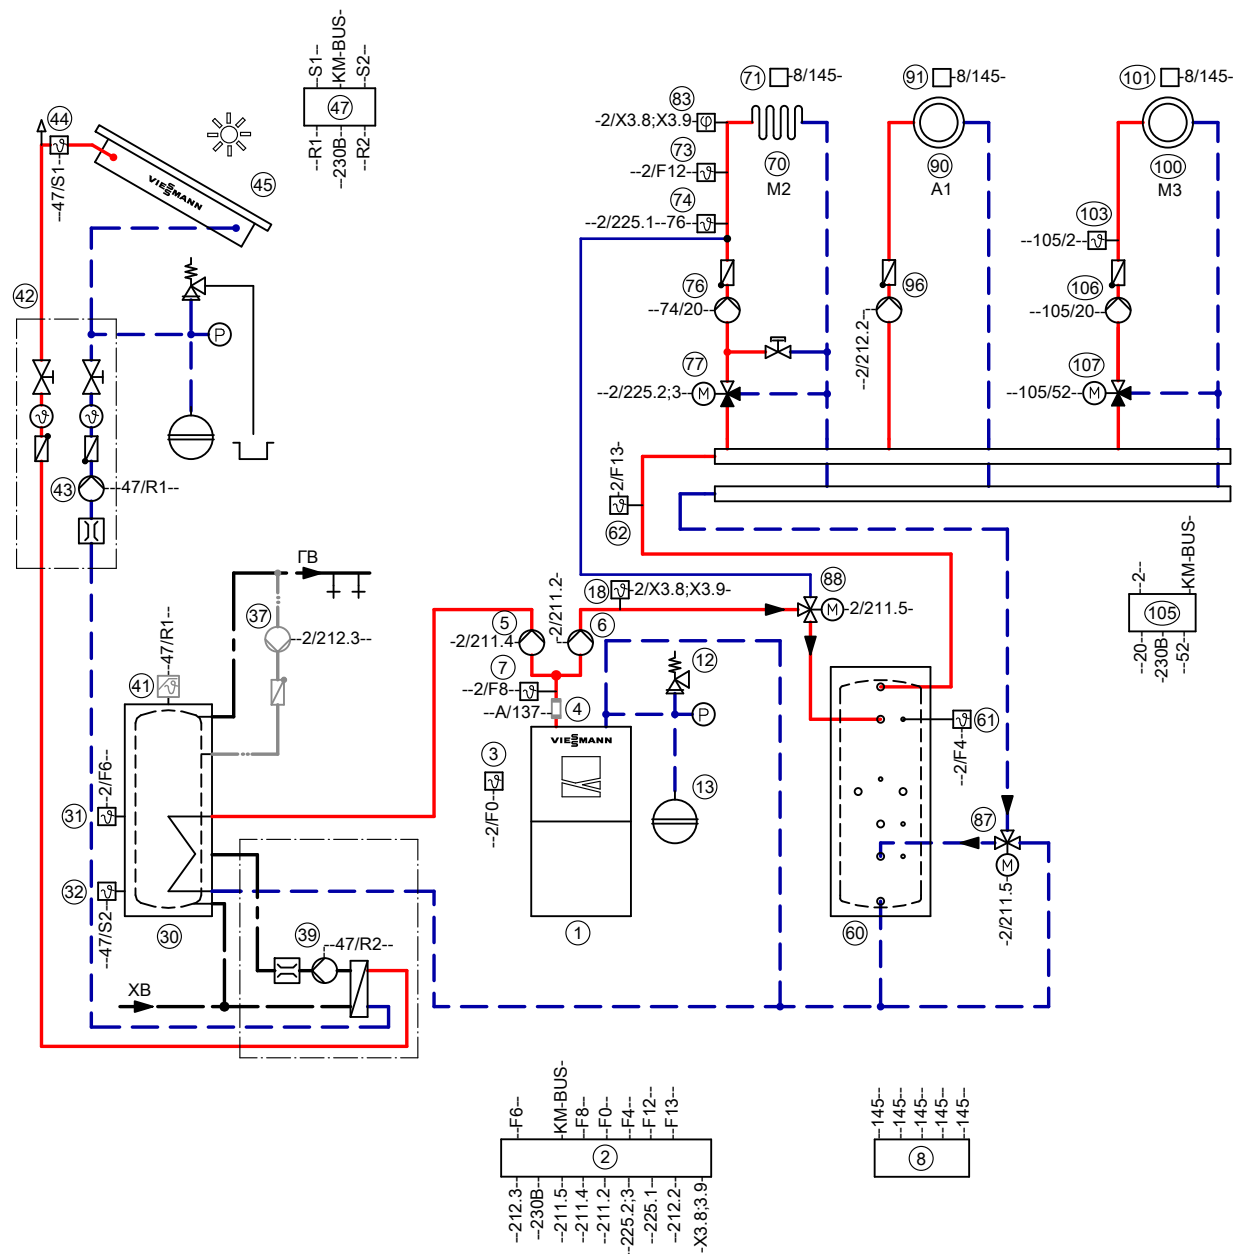 --S1--
KM-BUS-
--S2--
47
--R1--
--230B--
--R2--
44
--47/S1--
45
VIESSMANN
42
P
43
--47/R1--
71
-8/145-
91
-8/145-
101
-8/145-
83
-2/X3.8;X3.9-
73
--2/F12--
70
M2
90
A1
100
M3
74
--2/225.1--76--
103
--105/2--
76
--74/20--
96
--2/212.2--
106
--105/20--
77
--2/225.2;3--
M
107
--105/52--
M
-2/F13-
62
ГВ
37
--2/212.3--
--47/R1--
41
18
-2/X3.8;X3.9-
88
M
-2/211.5-
5
-2/211.4-
-2/211.2-
6
7
--2/F8--
--A/137--
4
12
P
VIESSMANN
3
--2/F0--
13
1
61
--2/F4--
87
M
-2/211.5-
60
--2--
KM-BUS-
105
--20--
-230B-
--52--
31
--2/F6--
32
--47/S2--
30
39
--47/R2--
ХВ
--F6--
KM-BUS-
--F8--
--F0--
--F4--
--F12--
--F13--
2
--212.3--
--230B--
--211.5--
--211.4--
--211.2--
--225.2;3
--225.1--
--212.2--
-X3.8;3.9-
--145--
--145--
--145--
--145--
--145--
8